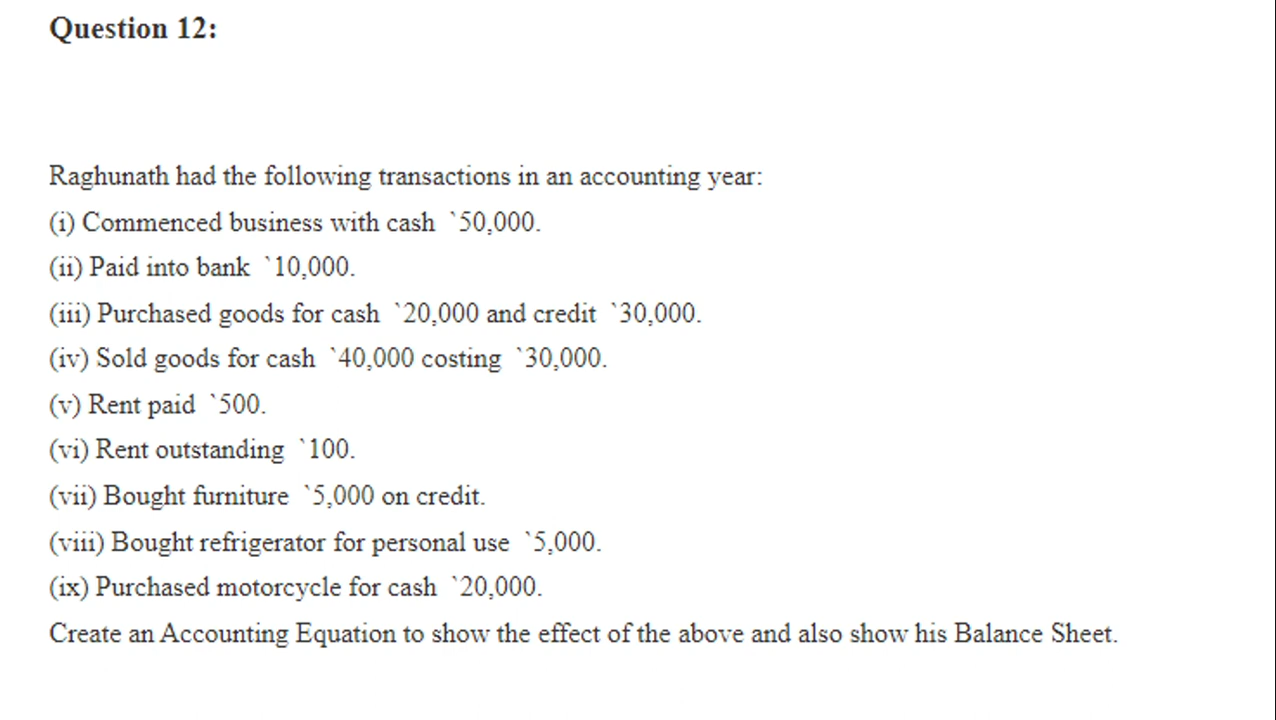 Question 12:
Raghunath had the following transactions in an accounting year:
(i) Commenced business with cash `50,000.
(ii) Paid into bank `10,000.
(iii) Purchased goods for cash `20,000 and credit `30,000.
(iv) Sold goods for cash `40,000 costing `30,000.
(v) Rent paid `500.
(vi) Rent outstanding `100.
(vii) Bought furniture `5,000 on credit.
(viii) Bought refrigerator for personal use `5,000.
(ix) Purchased motorcycle for cash `20,000.
Create an Accounting Equation to show the effect of the above and also show his Balance Sheet.